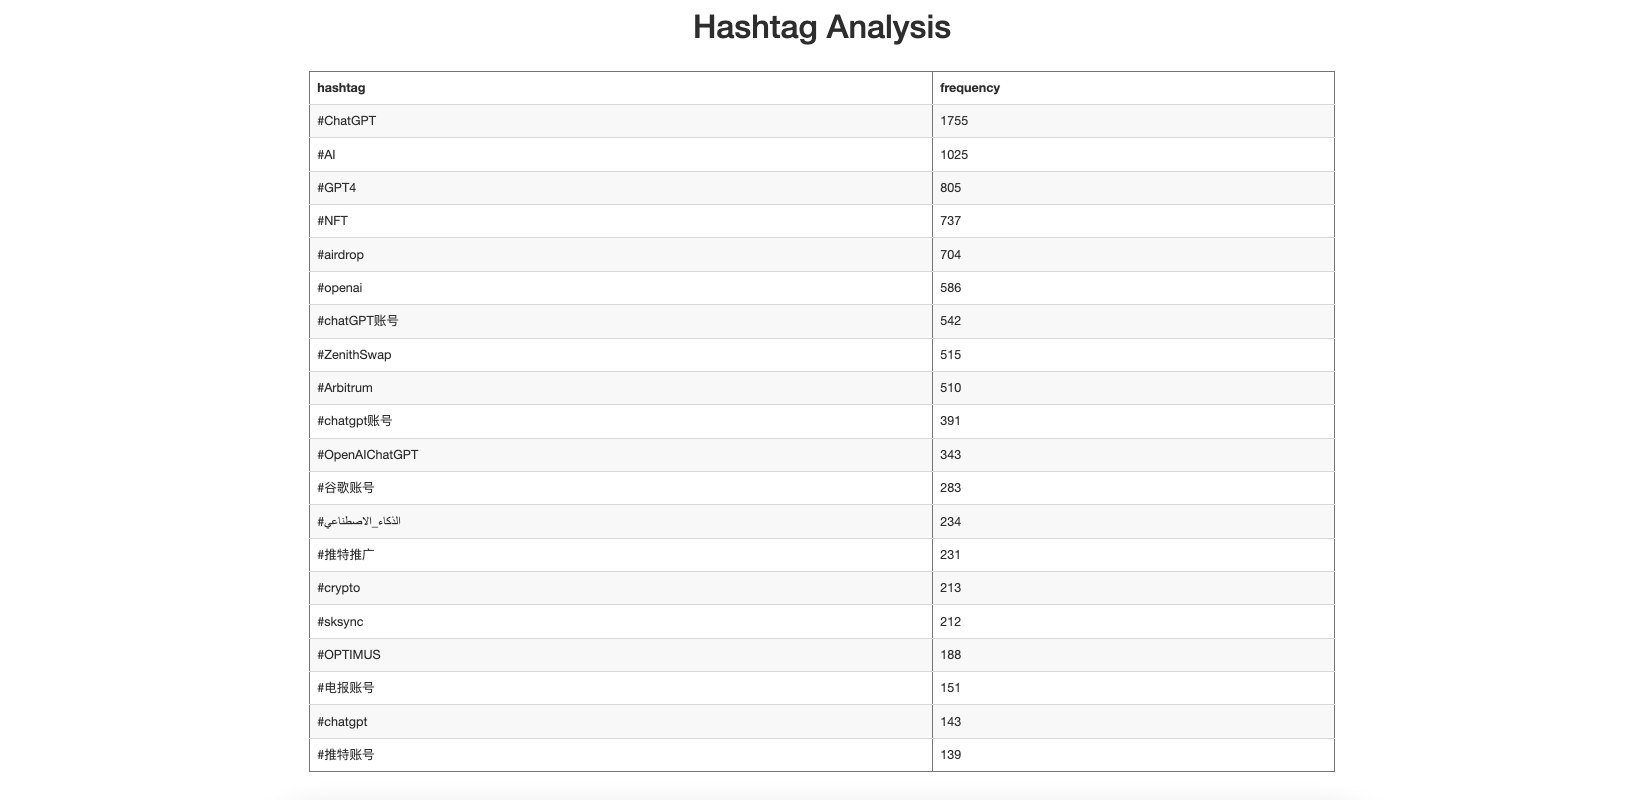 Hashtag Analysis
hashtag frequency
#ChatGPT 1755
#AI 1025
#GPT4 805
#NFT 737
#airdrop 704
#openai 586
#chatGPT账号 542
#ZenithSwap 515
#Arbitrum 510
#chatgpt账号 391
#OpenAIChatGPT 343
#谷歌账号 283
#الذكاء_الاصطناعي 234
#推特推广 231
#crypto 213
#sksync 212
#OPTIMUS 188
#电报账号 151
#chatgpt 143
#推特账号 139